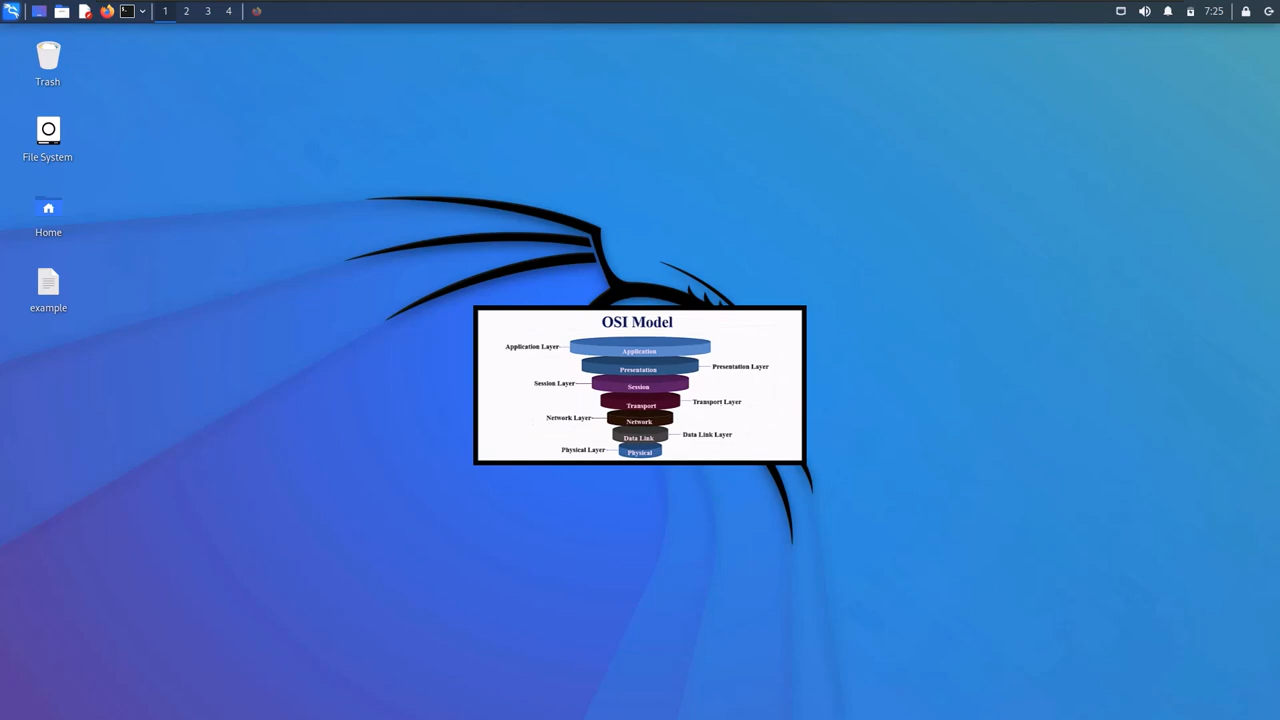 1 2 3 4 7:25
Trash
File System
Home
example
OSI Model
Application Layer
Application
Presentation
Presentation Layer
Session Layer
Session
Transport
Transport Layer
Network Layer
Network
Data Link
Data Link Layer
Physical Layer
Physical